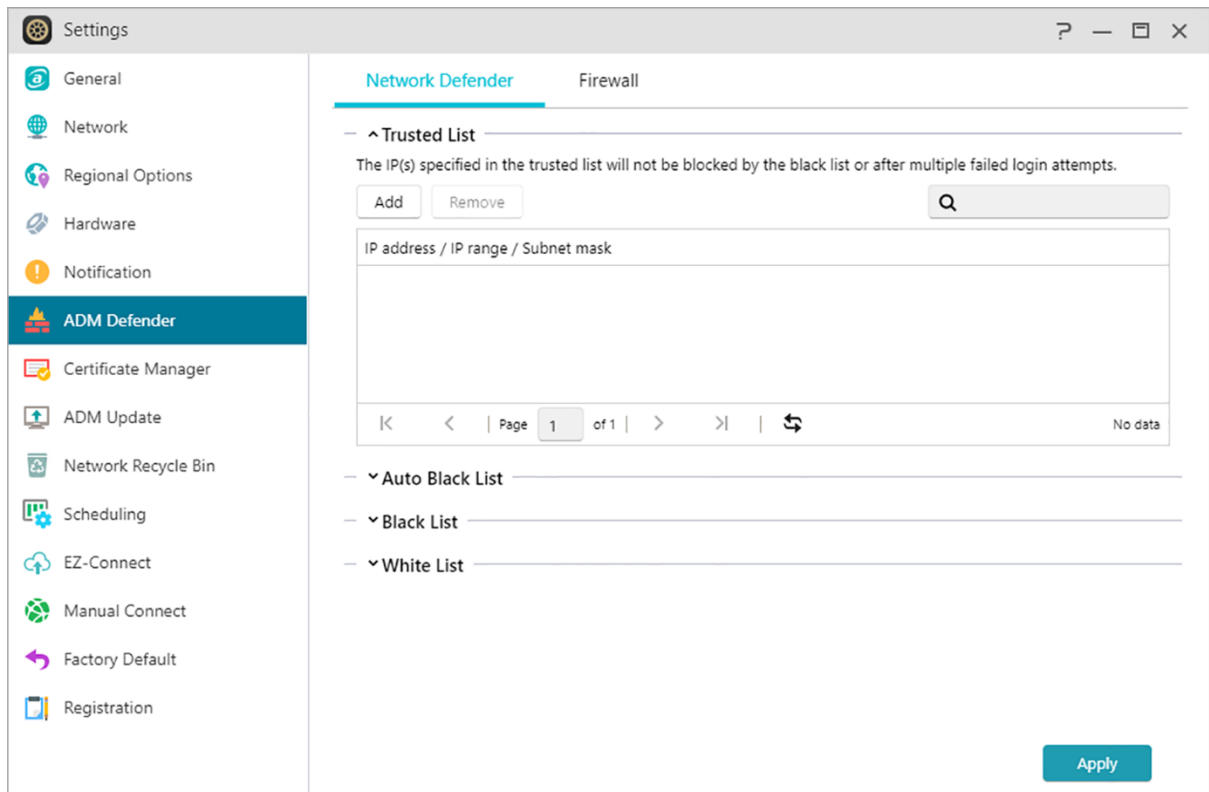 Settings
General
Network
Regional Options
Hardware
Notification
ADM Defender
Certificate Manager
ADM Update
Network Recycle Bin
Scheduling
EZ-Connect
Manual Connect
Factory Default
Registration
Network Defender Firewall
Trusted List
The IP(s) specified in the trusted list will not be blocked by the black list or after multiple failed login attempts.
Add Remove
IP address / IP range / Subnet mask
Page 1 of 1 No data
Auto Black List
Black List
White List
Apply